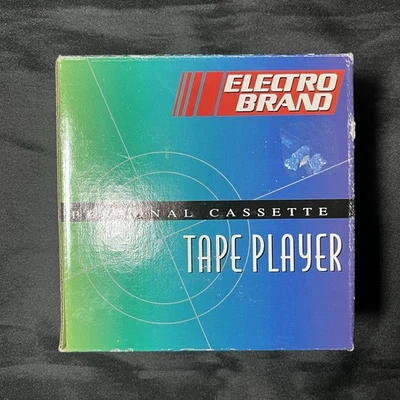 ELECTRO
BRAND
PERSONAL CASSETTE
TAPE PLAYER